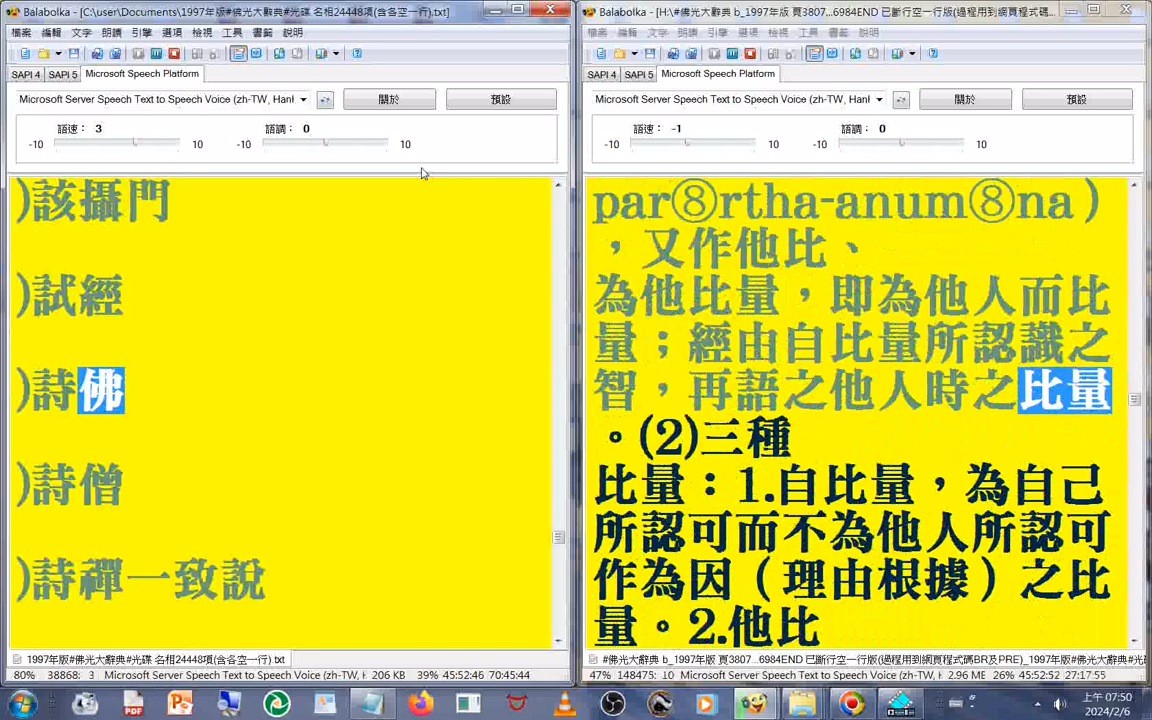 Balabolka - [C:\user\Documents\1997年版#佛光大辭典#光碟 名相24448項(含各空一行).txt]
檔案 編輯 文字 朗讀 引擎 選項 檢視 工具 書籤 說明
SAPI 4 SAPI 5 Microsoft Speech Platform
Microsoft Server Speech Text to Speech Voice (zh-TW, Hanl
關於
預設
語速： 3
語調： 0
-10 10 -10 10
)該攝門
)試經
)詩佛
)詩僧
)詩禪一致說
1997年版#佛光大辭典#光碟 名相24448項(含各空一行).txt
80% 38868: 3 Microsoft Server Speech Text to Speech Voice (zh-TW, H 206 KB 39% 45:52:46 70:45:44
Balabolka - [H:\#佛光大辭典 b_1997年版 頁3807...6984END 已斷行空一行版(過程用到網頁程式碼...
檔案 編輯 文字 朗讀 引擎 選項 檢視 工具 書籤 說明
SAPI 4 SAPI 5 Microsoft Speech Platform
Microsoft Server Speech Text to Speech Voice (zh-TW, Hanl
關於
預設
語速： -1
語調： 0
-10 10 -10 10
par⑧rtha-anum⑧na）
，又作他比、
為他比量，即為他人而比
量；經由自比量所認識之
智，再語之他人時之比量
。(2)三種
比量：1.自比量，為自己
所認可而不為他人所認可
作為因（理由根據）之比
量。2.他比
#佛光大辭典 b_1997年版 頁3807...6984END 已斷行空一行版(過程用到網頁程式碼BR及PRE)_1997年版#佛光
47% 148475: 10 Microsoft Server Speech Text to Speech Voice (zh-TW, H 2.96 ME 26% 45:52:52 27:17:55
上午 07:50
2024/2/6